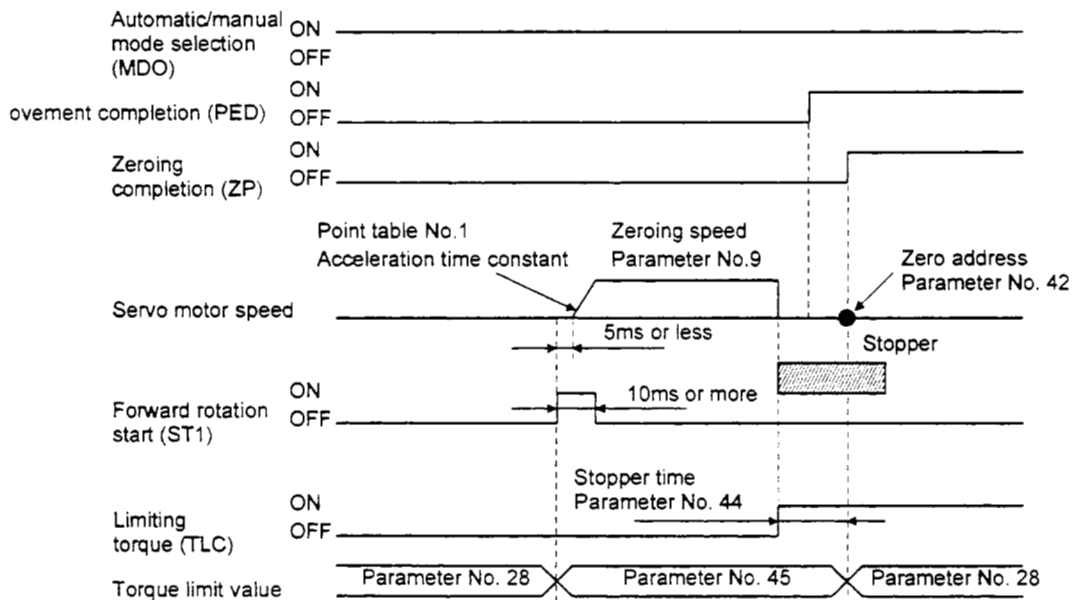 Automatic/manual
mode selection
(MDO)
ON
OFF
ovement completion (PED)
ON
OFF
Zeroing
completion (ZP)
ON
OFF
Point table No.1
Acceleration time constant
Zeroing speed
Parameter No.9
Zero address
Parameter No. 42
Servo motor speed
5ms or less
Stopper
Forward rotation
start (ST1)
ON
OFF
10ms or more
Stopper time
Parameter No. 44
Limiting
torque (TLC)
ON
OFF
Torque limit value
Parameter No. 28
Parameter No. 45
Parameter No. 28